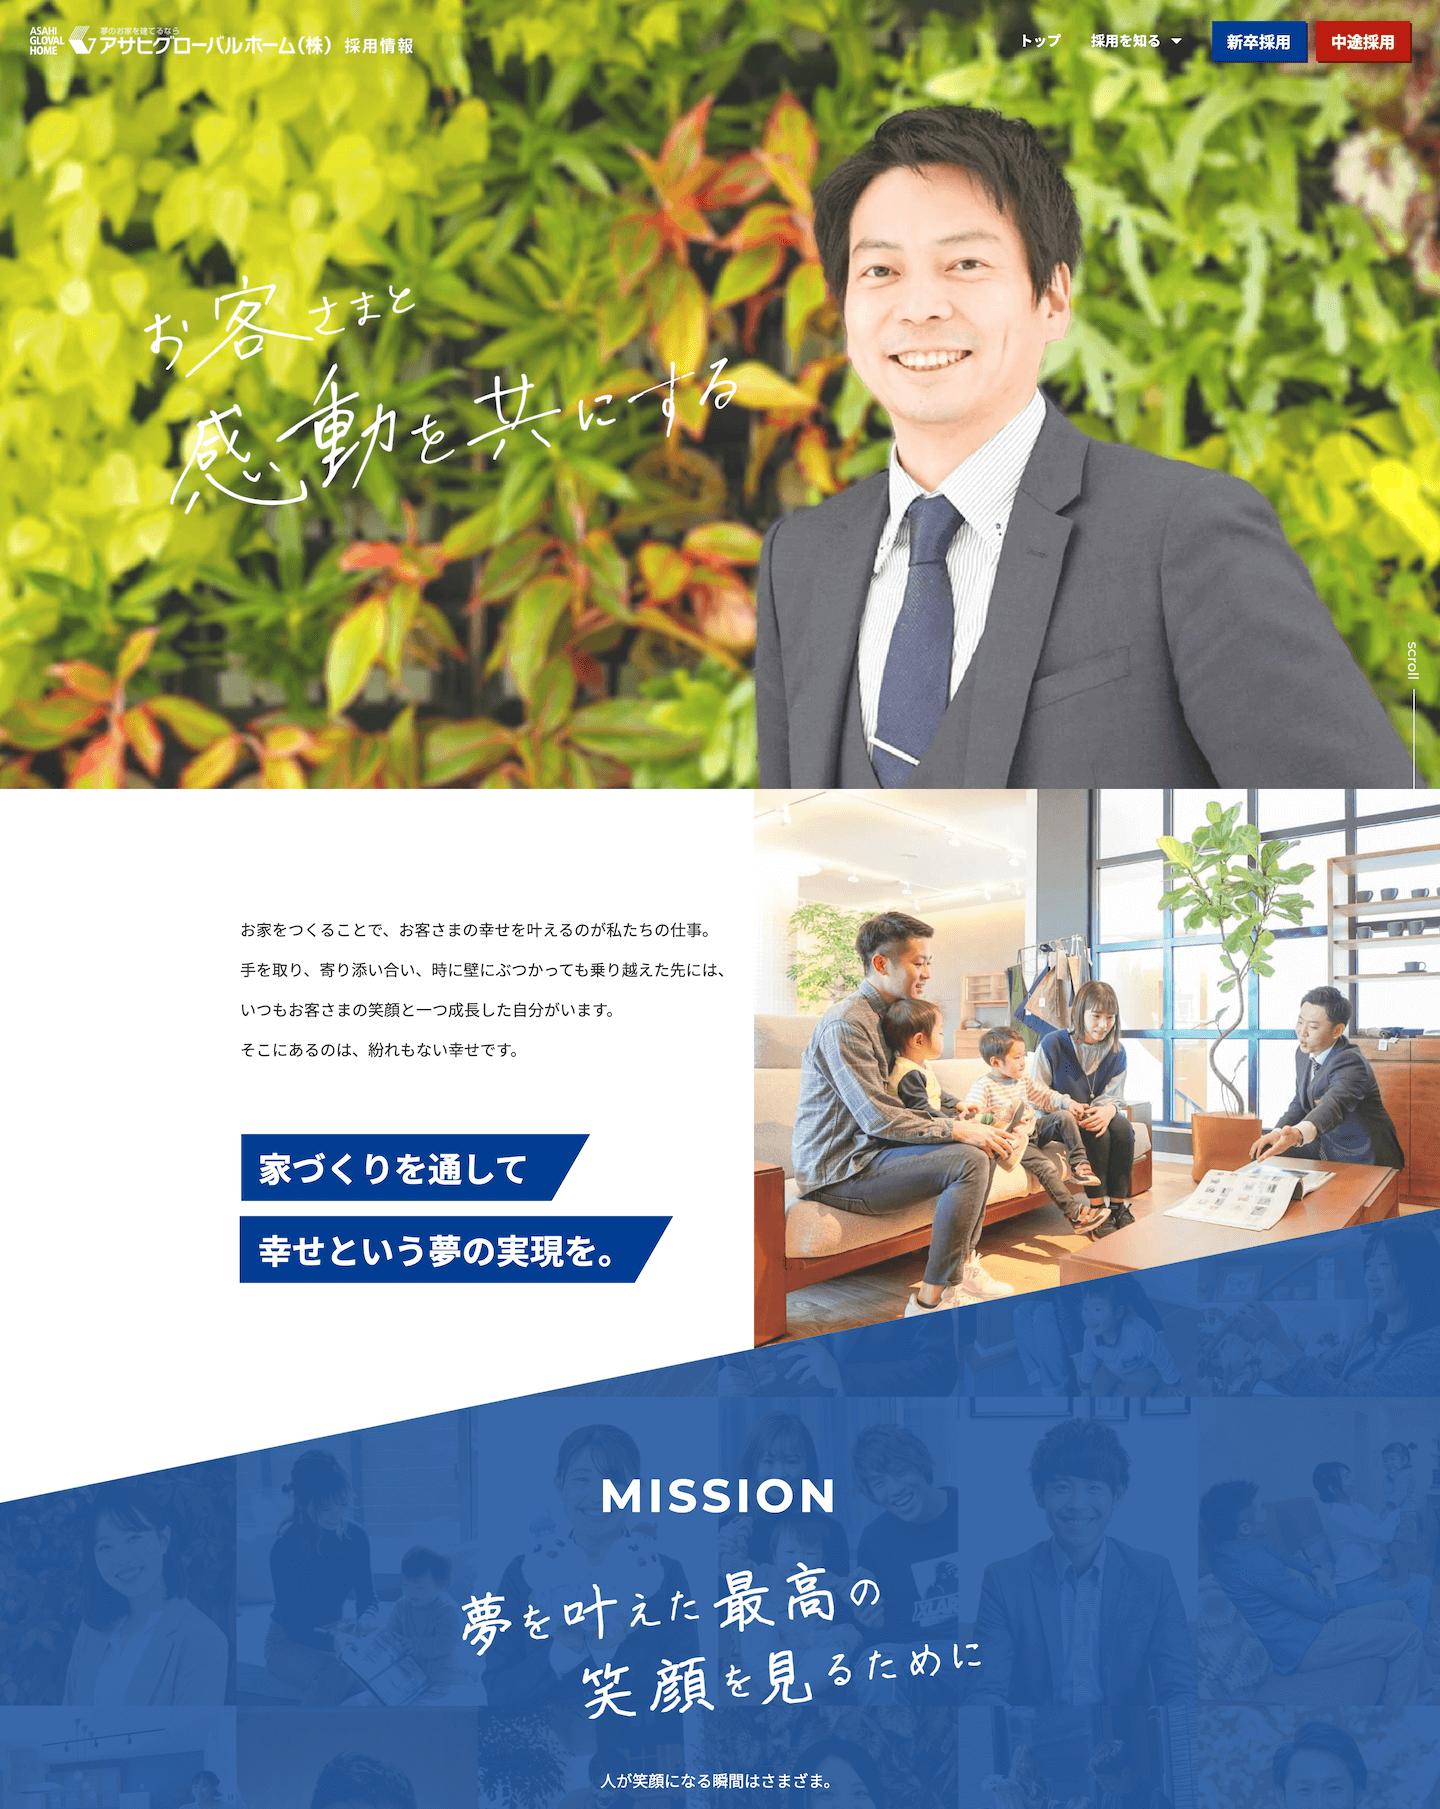 ASAHI
GLOVAL
HOME
夢のお家を建てるなら
アサヒグローバルホーム(株) 採用情報
トップ
採用を知る
新卒採用
中途採用
お客さまと
感動を共にする
scroll
お家をつくることで、お客さまの幸せを叶えるのが私たちの仕事。
手を取り、寄り添い合い、時に壁にぶつかっても乗り越えた先には、
いつもお客さまの笑顔と一つ成長した自分がいます。
そこにあるのは、紛れもない幸せです。
家づくりを通して
幸せという夢の実現を。
MISSION
夢を叶えた最高の
笑顔を見るために
人が笑顔になる瞬間はさまざま。